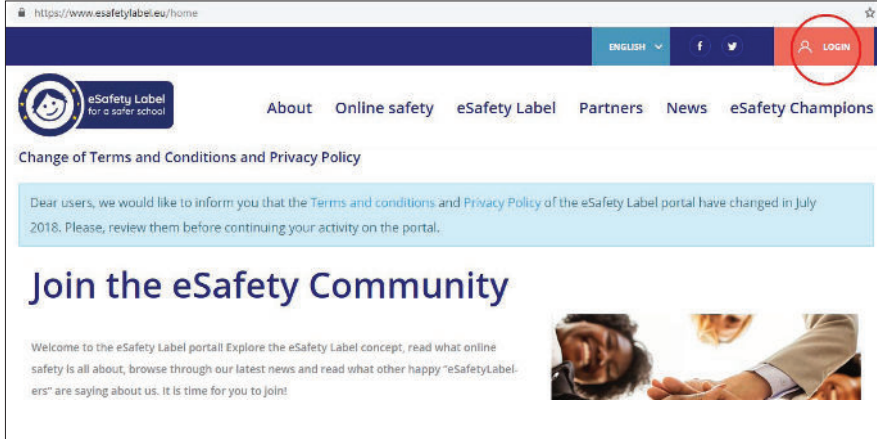 https://www.esafetylabel.eu/home
ENGLISH
f
LOGIN
eSafety Label
for a safer school
About Online safety eSafety Label Partners News eSafety Champions
Change of Terms and Conditions and Privacy Policy
Dear users, we would like to inform you that the Terms and conditions and Privacy Policy of the eSafety Label portal have changed in July
2018. Please, review them before continuing your activity on the portal.
Join the eSafety Community
Welcome to the eSafety Label portal! Explore the eSafety Label concept, read what online
safety is all about, browse through our latest news and read what other happy "eSafetyLabel-
ers" are saying about us. It is time for you to join!